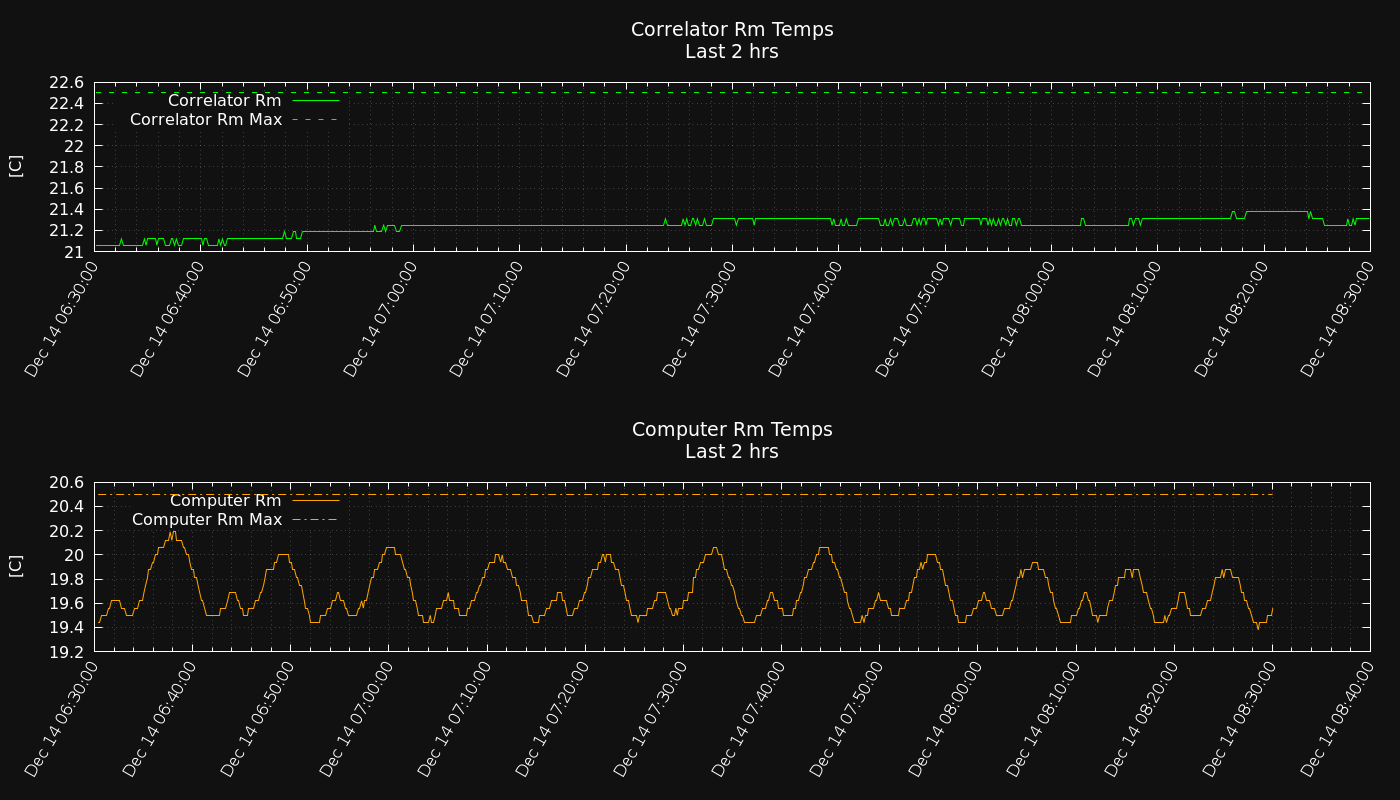 Correlator Rm Temps
Last 2 hrs
[C]
22.6
22.4
22.2
22
21.8
21.6
21.4
21.2
21
Correlator Rm
Correlator Rm Max
Dec 14 06:30:00
Dec 14 06:40:00
Dec 14 06:50:00
Dec 14 07:00:00
Dec 14 07:10:00
Dec 14 07:20:00
Dec 14 07:30:00
Dec 14 07:40:00
Dec 14 07:50:00
Dec 14 08:00:00
Dec 14 08:10:00
Dec 14 08:20:00
Dec 14 08:30:00
Computer Rm Temps
Last 2 hrs
[C]
20.6
20.4
20.2
20
19.8
19.6
19.4
19.2
Computer Rm
Computer Rm Max
Dec 14 06:30:00
Dec 14 06:40:00
Dec 14 06:50:00
Dec 14 07:00:00
Dec 14 07:10:00
Dec 14 07:20:00
Dec 14 07:30:00
Dec 14 07:40:00
Dec 14 07:50:00
Dec 14 08:00:00
Dec 14 08:10:00
Dec 14 08:20:00
Dec 14 08:30:00
Dec 14 08:40:00